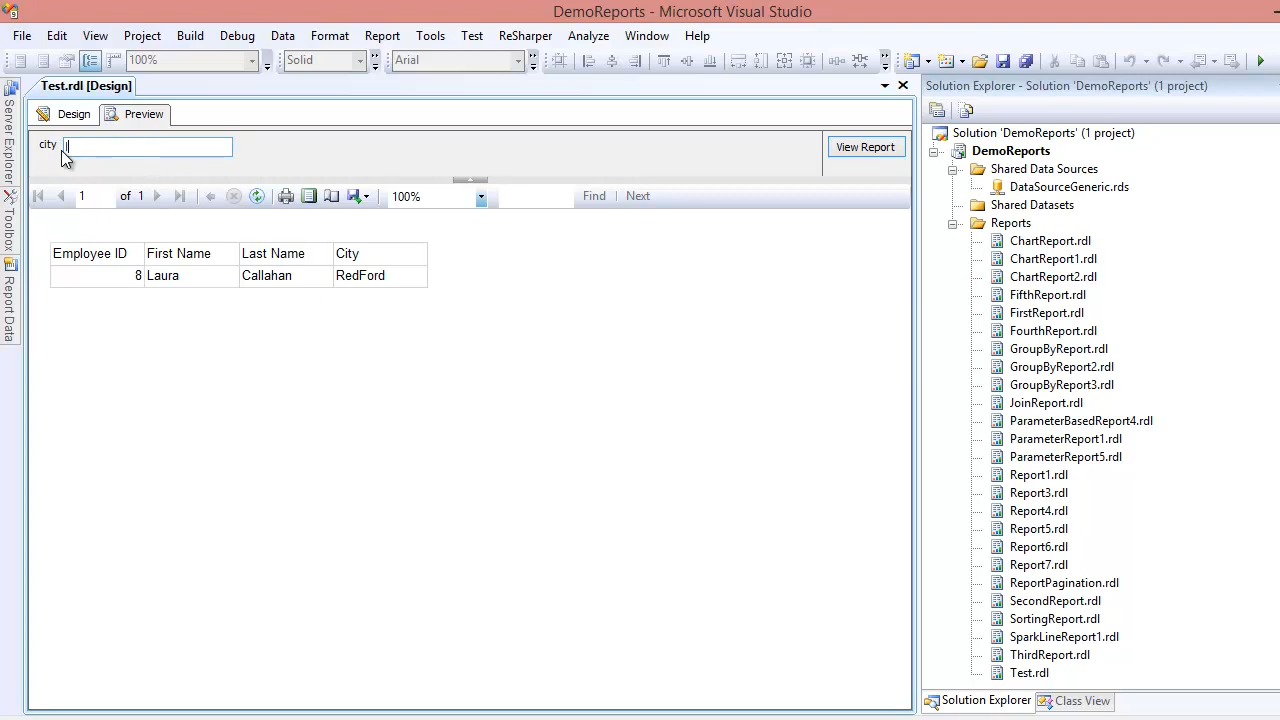 DemoReports - Microsoft Visual Studio
File Edit View Project Build Debug Data Format Report Tools Test ReSharper Analyze Window Help
100% Solid Arial
Test.rdl [Design]
Design Preview
city
View Report
1 of 1 100% Find | Next
Employee ID First Name Last Name City
8 Laura Callahan RedFord
Server Explorer
Toolbox
Report Data
Solution Explorer - Solution 'DemoReports' (1 project)
Solution 'DemoReports' (1 project)
DemoReports
Shared Data Sources
DataSourceGeneric.rds
Shared Datasets
Reports
ChartReport.rdl
ChartReport1.rdl
ChartReport2.rdl
FifthReport.rdl
FirstReport.rdl
FourthReport.rdl
GroupByReport.rdl
GroupByReport2.rdl
GroupByReport3.rdl
JoinReport.rdl
ParameterBasedReport4.rdl
ParameterReport1.rdl
ParameterReport5.rdl
Report1.rdl
Report3.rdl
Report4.rdl
Report5.rdl
Report6.rdl
Report7.rdl
ReportPagination.rdl
SecondReport.rdl
SortingReport.rdl
SparkLineReport1.rdl
ThirdReport.rdl
Test.rdl
Solution Explorer Class View